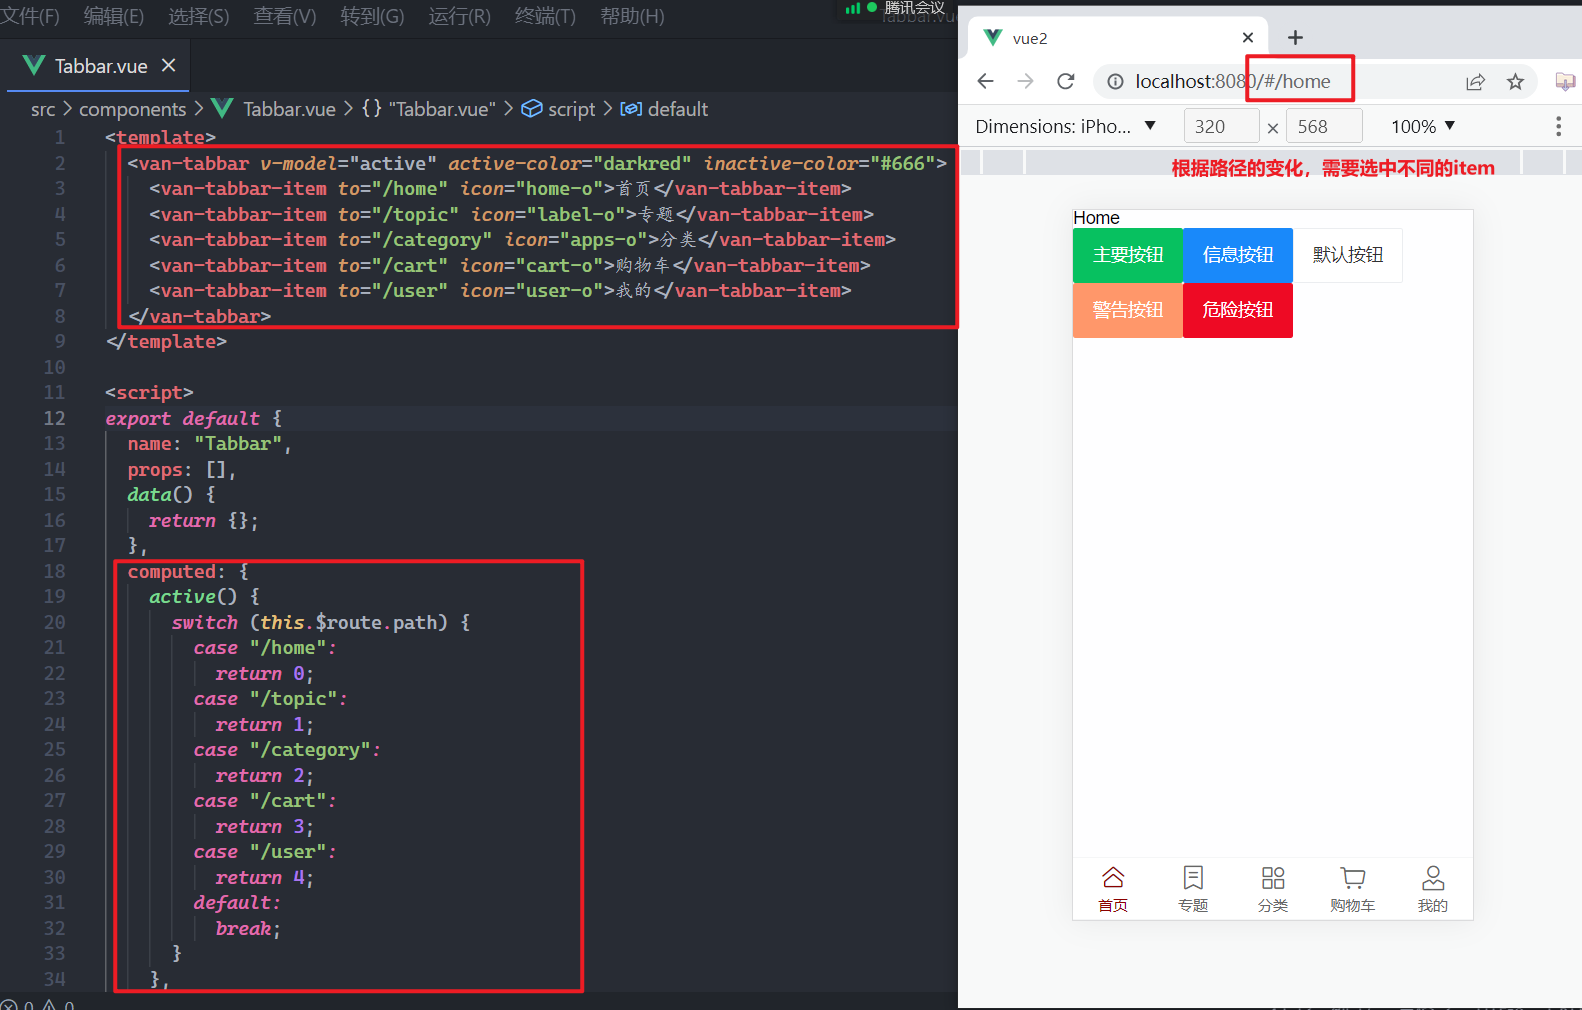 文件(F) 编辑(E) 选择(S) 查看(V) 转到(G) 运行(R) 终端(T) 帮助(H)
腾讯会议
Tabbar.vue
src > components > Tabbar.vue > {} "Tabbar.vue" > script > default
1 <template>
2 <van-tabbar v-model="active" active-color="darkred" inactive-color="#666">
3 <van-tabbar-item to="/home" icon="home-o">首页</van-tabbar-item>
4 <van-tabbar-item to="/topic" icon="label-o">专题</van-tabbar-item>
5 <van-tabbar-item to="/category" icon="apps-o">分类</van-tabbar-item>
6 <van-tabbar-item to="/cart" icon="cart-o">购物车</van-tabbar-item>
7 <van-tabbar-item to="/user" icon="user-o">我的</van-tabbar-item>
8 </van-tabbar>
9 </template>
10
11 <script>
12 export default {
13 name: "Tabbar",
14 props: [],
15 data() {
16 return {};
17 },
18 computed: {
19 active() {
20 switch (this.$route.path) {
21 case "/home":
22 return 0;
23 case "/topic":
24 return 1;
25 case "/category":
26 return 2;
27 case "/cart":
28 return 3;
29 case "/user":
30 return 4;
31 default:
32 break;
33 }
34 },
0 0
vue2
localhost:8080/#/home
Dimensions: iPho... 320 × 568 100%
根据路径的变化，需要选中不同的item
Home
主要按钮 信息按钮 默认按钮
警告按钮 危险按钮
首页 专题 分类 购物车 我的